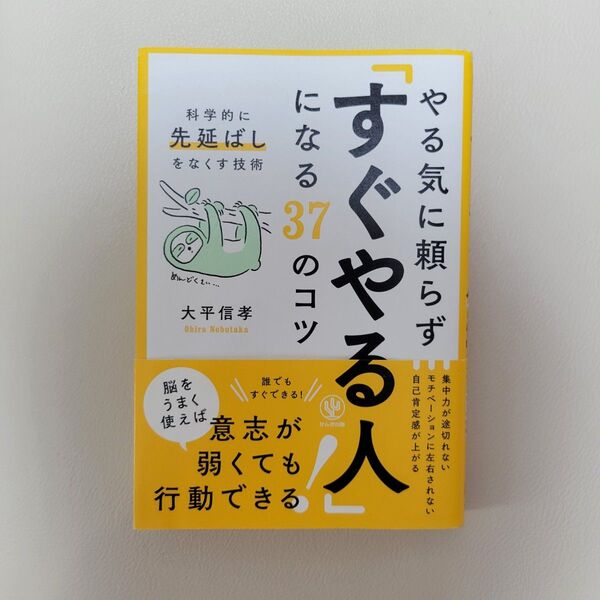 やる気に頼らず
「すぐやる人」
になる37のコツ
科学的に
先延ばし
をなくす技術
めんどくさい…
大平信孝
Ohira Nobutaka
集中力が途切れない
モチベーションに左右されない
自己肯定感が上がる
誰でも
すぐできる!
脳を
うまく
使えば
意志が
弱くても
行動できる!
かんき出版